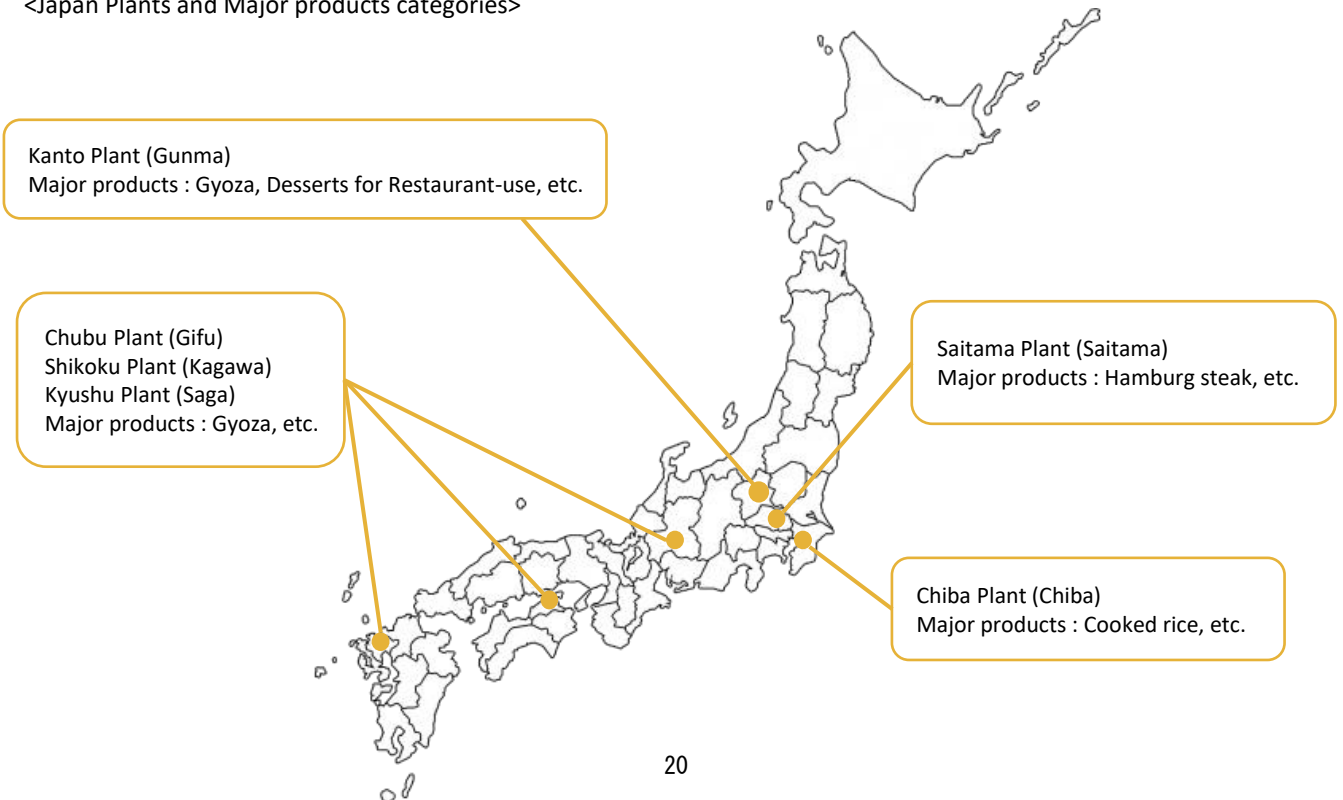 <Japan Plants and Major products categories>
Kanto Plant (Gunma)
Major products : Gyoza, Desserts for Restaurant-use, etc.
Chubu Plant (Gifu)
Shikoku Plant (Kagawa)
Kyushu Plant (Saga)
Major products : Gyoza, etc.
Saitama Plant (Saitama)
Major products : Hamburg steak, etc.
Chiba Plant (Chiba)
Major products : Cooked rice, etc.
20